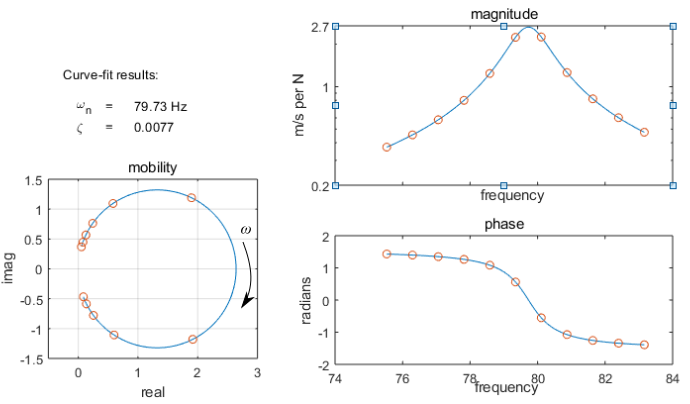 Curve-fit results:
ωn = 79.73 Hz
ζ = 0.0077
mobility
1.5
1
0.5
0
-0.5
-1
-1.5
imag
ω
0 1 2 3
real
magnitude
2.7
1
0.2
m/s per N
frequency
phase
2
1
0
-1
-2
radians
74 76 78 80 82 84
frequency